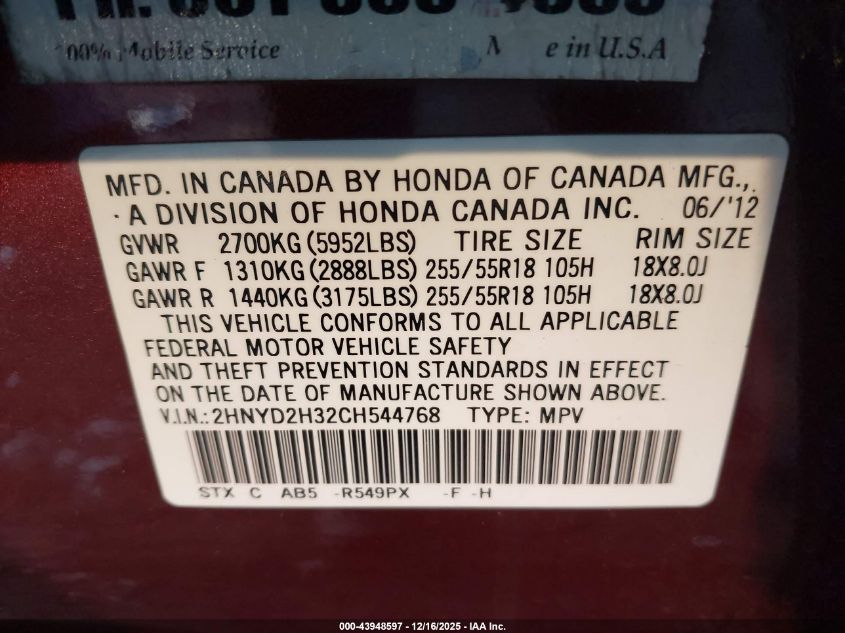 100% Mobile Service
e in U.S.A
MFD. IN CANADA BY HONDA OF CANADA MFG.,
A DIVISION OF HONDA CANADA INC. 06/'12
GVWR 2700KG (5952LBS) TIRE SIZE RIM SIZE
GAWR F 1310KG (2888LBS) 255/55R18 105H 18X8.0J
GAWR R 1440KG (3175LBS) 255/55R18 105H 18X8.0J
THIS VEHICLE CONFORMS TO ALL APPLICABLE
FEDERAL MOTOR VEHICLE SAFETY
AND THEFT PREVENTION STANDARDS IN EFFECT
ON THE DATE OF MANUFACTURE SHOWN ABOVE.
V.I.N.: 2HNYD2H32CH544768 TYPE: MPV
STX C AB5 -R549PX -F -H
000-43948597 - 12/16/2025 - IAA Inc.